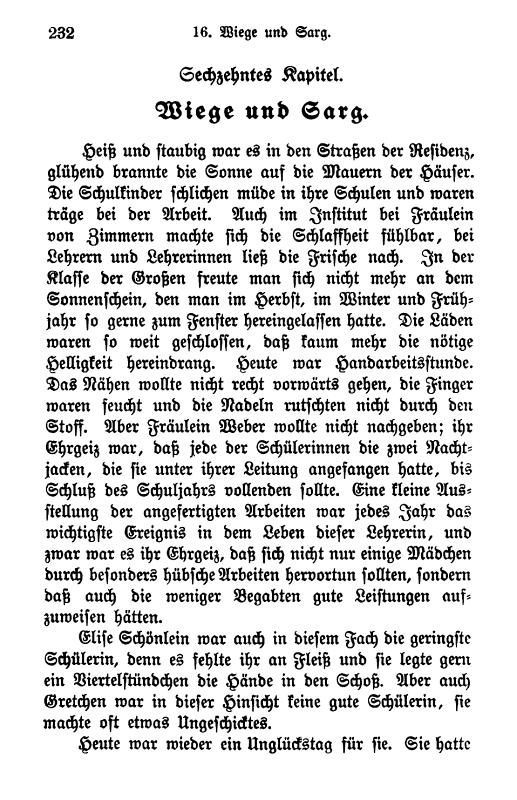 232 16. Wiege und Sarg.
Sechzehntes Kapitel.
Wiege und Sarg.
Heiß und staubig war es in den Straßen der Residenz,
glühend brannte die Sonne auf die Mauern der Häuser.
Die Schulkinder schlichen müde in ihre Schulen und waren
träge bei der Arbeit. Auch im Institut bei Fräulein
von Zimmern machte sich die Schlaffheit fühlbar, bei
Lehrern und Lehrerinnen ließ die Frische nach. In der
Klasse der Großen freute man sich nicht mehr an dem
Sonnenschein, den man im Herbst, im Winter und Früh-
jahr so gerne zum Fenster hereingelassen hatte. Die Läden
waren so weit geschlossen, daß kaum mehr die nötige
Helligkeit hereindrang. Heute war Handarbeitsstunde.
Das Nähen wollte nicht recht vorwärts gehen, die Finger
waren feucht und die Nadeln rutschten nicht durch den
Stoff. Aber Fräulein Weber wollte nicht nachgeben; ihr
Ehrgeiz war, daß jede der Schülerinnen die zwei Nacht-
jacken, die sie unter ihrer Leitung angefangen hatte, bis
Schluß des Schuljahrs vollenden sollte. Eine kleine Aus-
stellung der angefertigten Arbeiten war jedes Jahr das
wichtigste Ereignis in dem Leben dieser Lehrerin, und
zwar war es ihr Ehrgeiz, daß sich nicht nur einige Mädchen
durch besonders hübsche Arbeiten hervortun sollten, sondern
daß auch die weniger Begabten gute Leistungen auf-
zuweisen hätten.
Elise Schönlein war auch in diesem Fach die geringste
Schülerin, denn es fehlte ihr an Fleiß und sie legte gern
ein Viertelstündchen die Hände in den Schoß. Aber auch
Gretchen war in dieser Hinsicht keine gute Schülerin, sie
machte oft etwas Ungeschicktes.
Heute war wieder ein Unglückstag für sie. Sie hatte